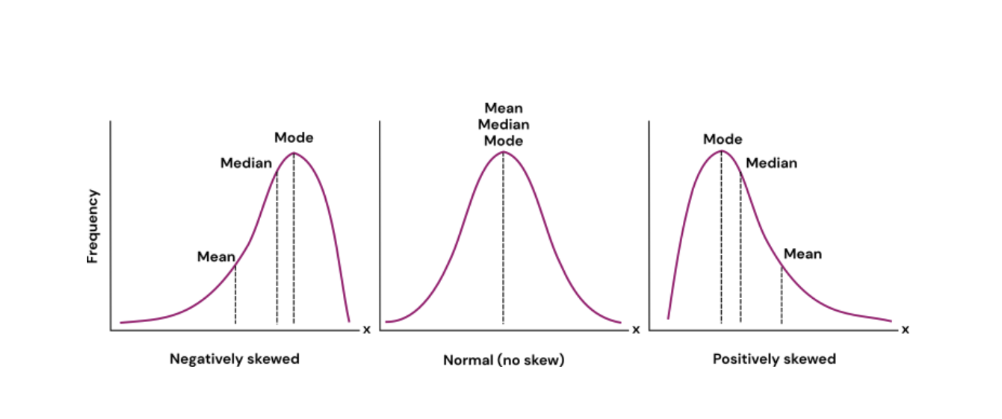 Frequency
Mode
Median
Mean
x
Negatively skewed
Mean
Median
Mode
x
Normal (no skew)
Mode
Median
Mean
x
Positively skewed